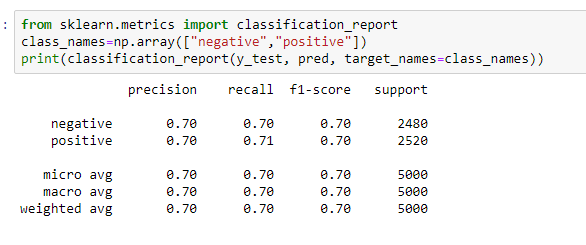 :
from sklearn.metrics import classification_report
class_names=np.array(["negative","positive"])
print(classification_report(y_test, pred, target_names=class_names))
precision recall f1-score support
negative 0.70 0.70 0.70 2480
positive 0.70 0.71 0.70 2520
micro avg 0.70 0.70 0.70 5000
macro avg 0.70 0.70 0.70 5000
weighted avg 0.70 0.70 0.70 5000